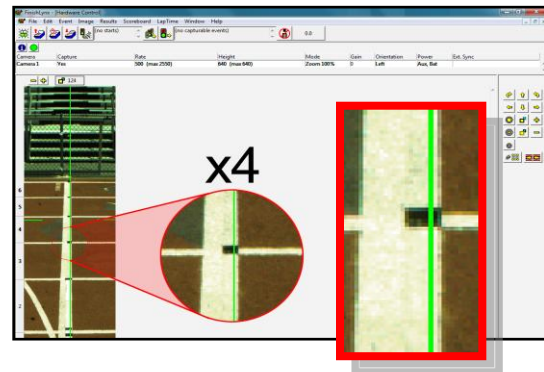 FinishLynx - [Hardware Control]
File Edit Event Image Results Scoreboard LapTime Window Help
(no starts) (no capturable events) 0.0
Camera Capture Rate Height Mode Gain Orientation Power Ext. Sync
Camera 1 Yes 500 (max 2550) 640 (max 640) Zoom 100% Left Aux, Bat
124
x4
6
5
4
3
2